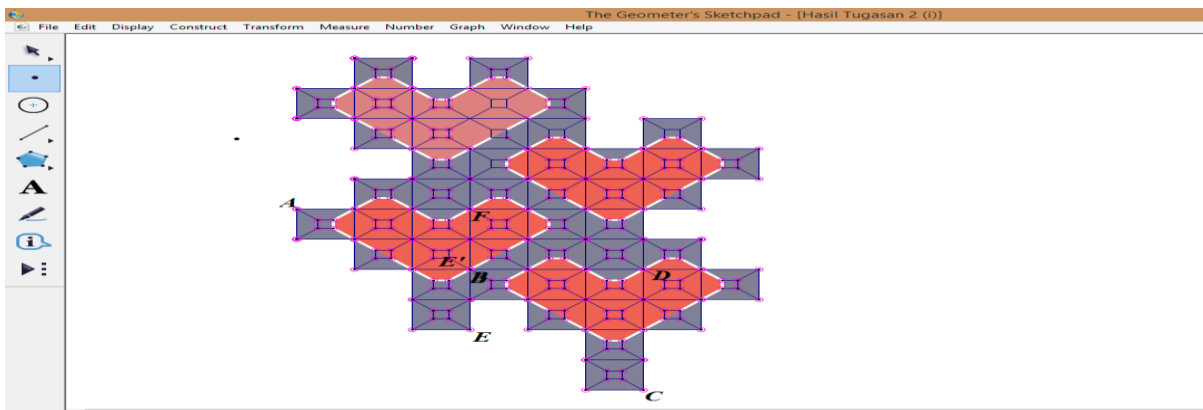 The Geometer's Sketchpad - [Hasil Tugasan 2 (i)]
File Edit Display Construct Transform Measure Number Graph Window Help
A
A
F
E'
B
D
E
C